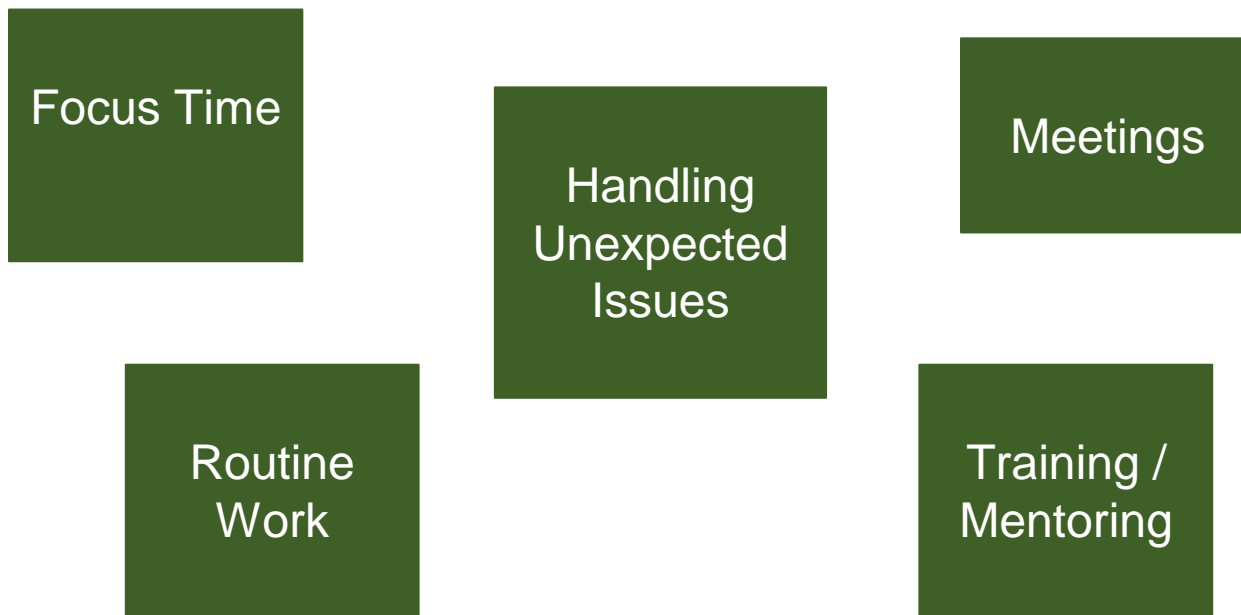 Focus Time
Handling
Unexpected
Issues
Meetings
Routine
Work
Training /
Mentoring